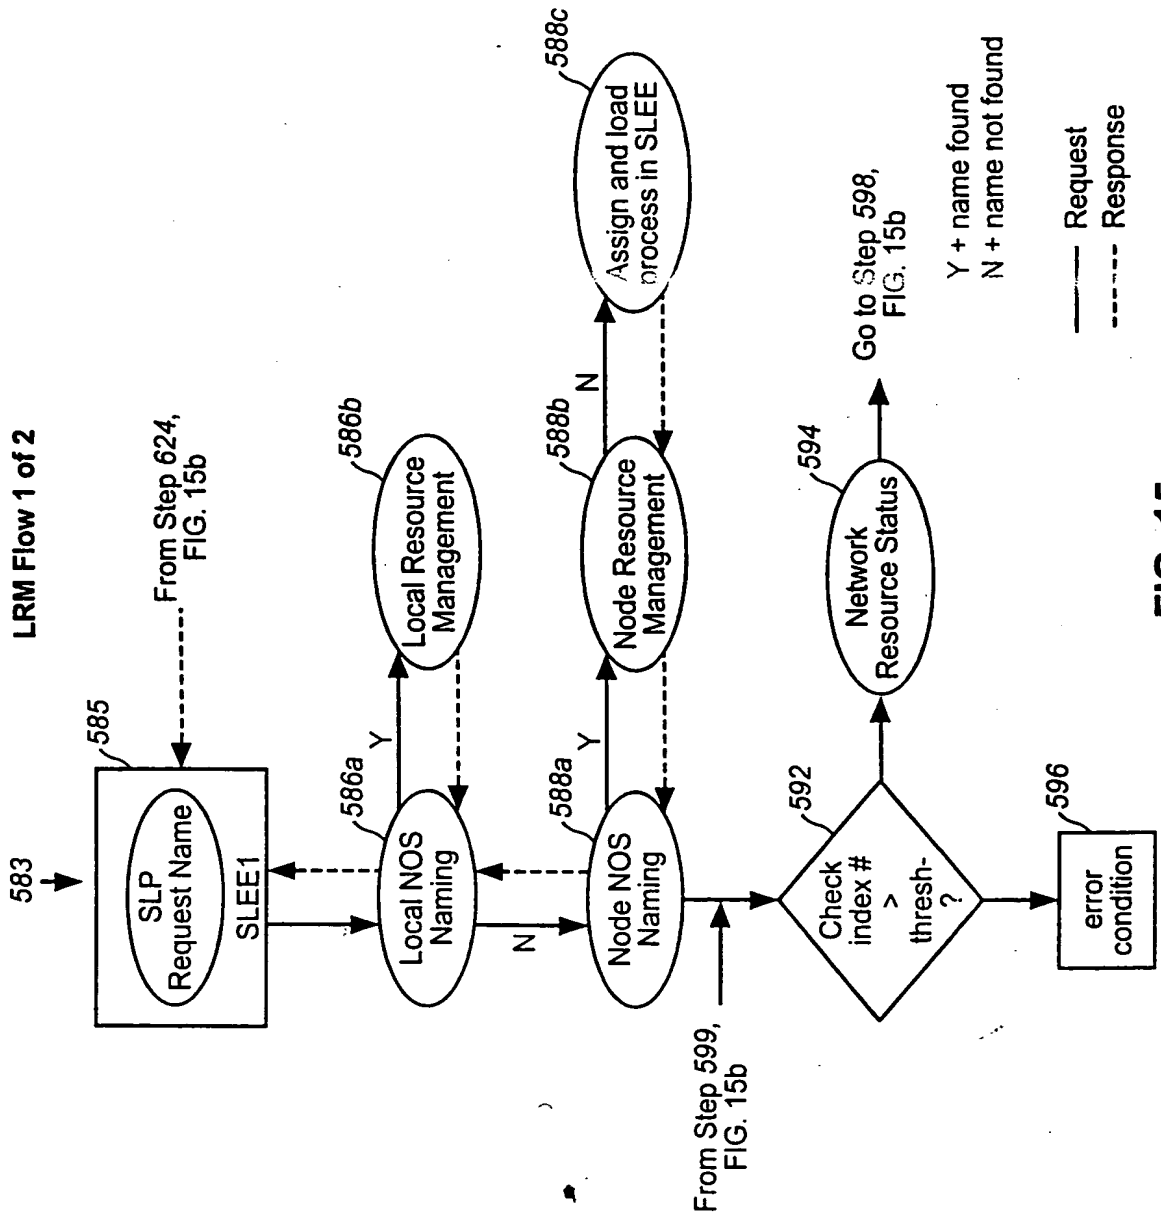 LRM Flow 1 of 2
583
585
SLP
Request Name
SLEE1
From Step 624,
FIG. 15b
586a
Local NOS
Naming
Y
586b
Local Resource
Management
N
588a
Node NOS
Naming
Y
588b
Node Resource
Management
N
588c
Assign and load
process in SLEE
From Step 599,
FIG. 15b
592
Check
index #
>
thresh-
?
594
Network
Resource Status
Go to Step 598,
FIG. 15b
596
error
condition
Y + name found
N + name not found
Request
Response